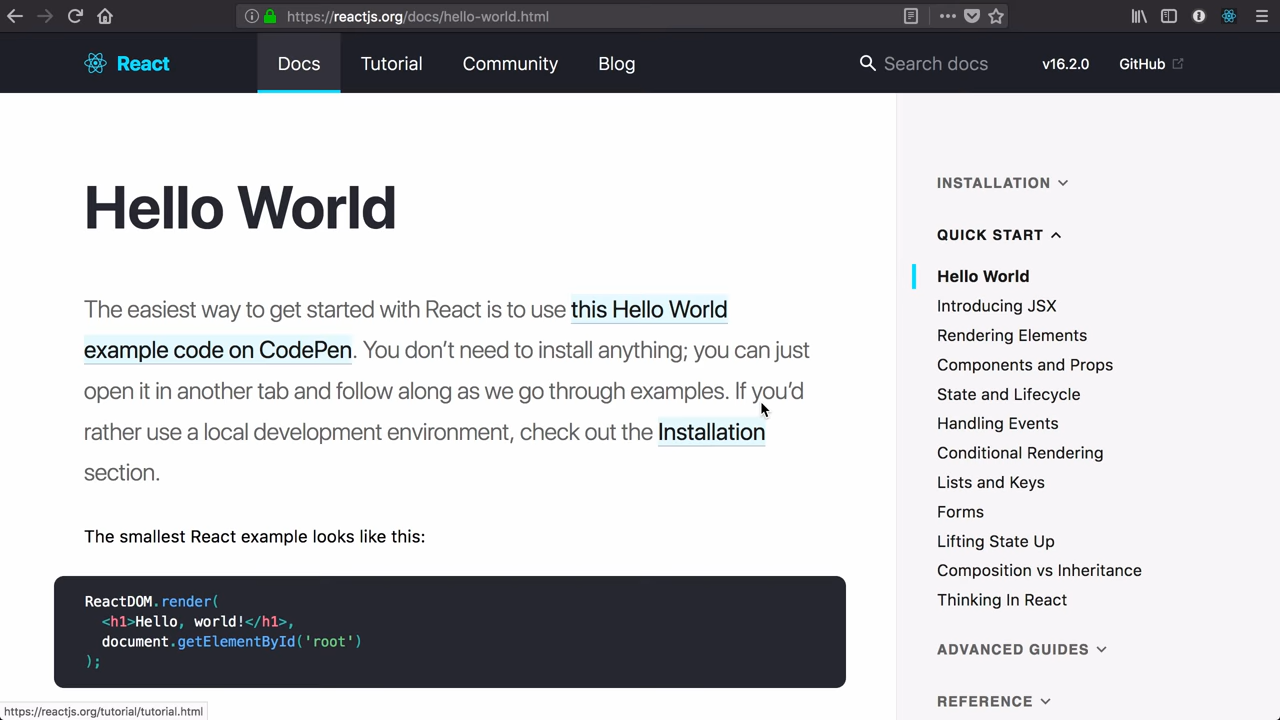 https://reactjs.org/docs/hello-world.html
React Docs Tutorial Community Blog Search docs v16.2.0 GitHub
Hello World
The easiest way to get started with React is to use this Hello World
example code on CodePen. You don’t need to install anything; you can just
open it in another tab and follow along as we go through examples. If you’d
rather use a local development environment, check out the Installation
section.
The smallest React example looks like this:
ReactDOM.render(
<h1>Hello, world!</h1>,
document.getElementById('root')
);
INSTALLATION
QUICK START
Hello World
Introducing JSX
Rendering Elements
Components and Props
State and Lifecycle
Handling Events
Conditional Rendering
Lists and Keys
Forms
Lifting State Up
Composition vs Inheritance
Thinking In React
ADVANCED GUIDES
REFERENCE
https://reactjs.org/tutorial/tutorial.html